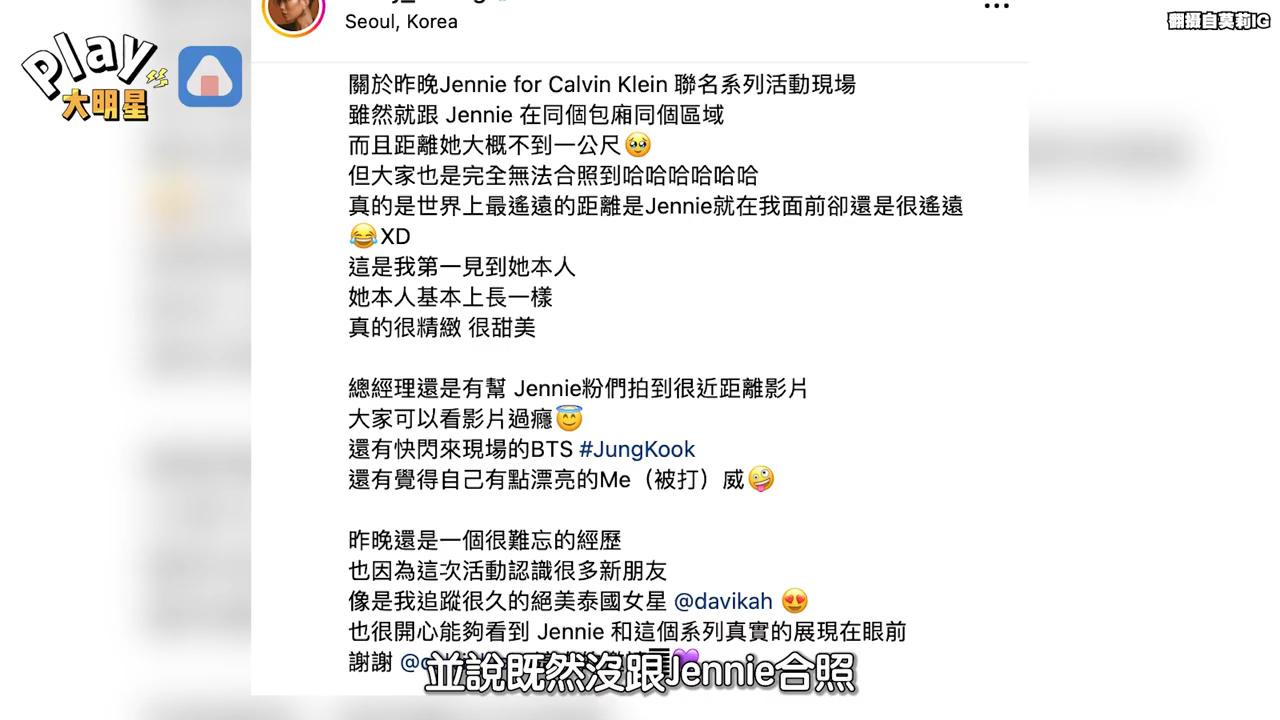 Play
大明星
翻攝自莫莉IG
Seoul, Korea
關於昨晚Jennie for Calvin Klein 聯名系列活動現場
雖然就跟 Jennie 在同個包廂同個區域
而且距離她大概不到一公尺🥹
但大家也是完全無法合照到哈哈哈哈哈哈
真的是世界上最遙遠的距離是Jennie就在我面前卻還是很遙遠
😂XD
這是我第一見到她本人
她本人基本上長一樣
真的很精緻 很甜美
總經理還是有幫 Jennie粉們拍到很近距離影片
大家可以看影片過癮😇
還有快閃來現場的BTS #JungKook
還有覺得自己有點漂亮的Me（被打）威🤪
昨晚還是一個很難忘的經歷
也因為這次活動認識很多新朋友
像是我追蹤很久的絕美泰國女星 @davikah 😍
也很開心能夠看到 Jennie 和這個系列真實的展現在眼前
謝謝
並說既然沒跟Jennie合照